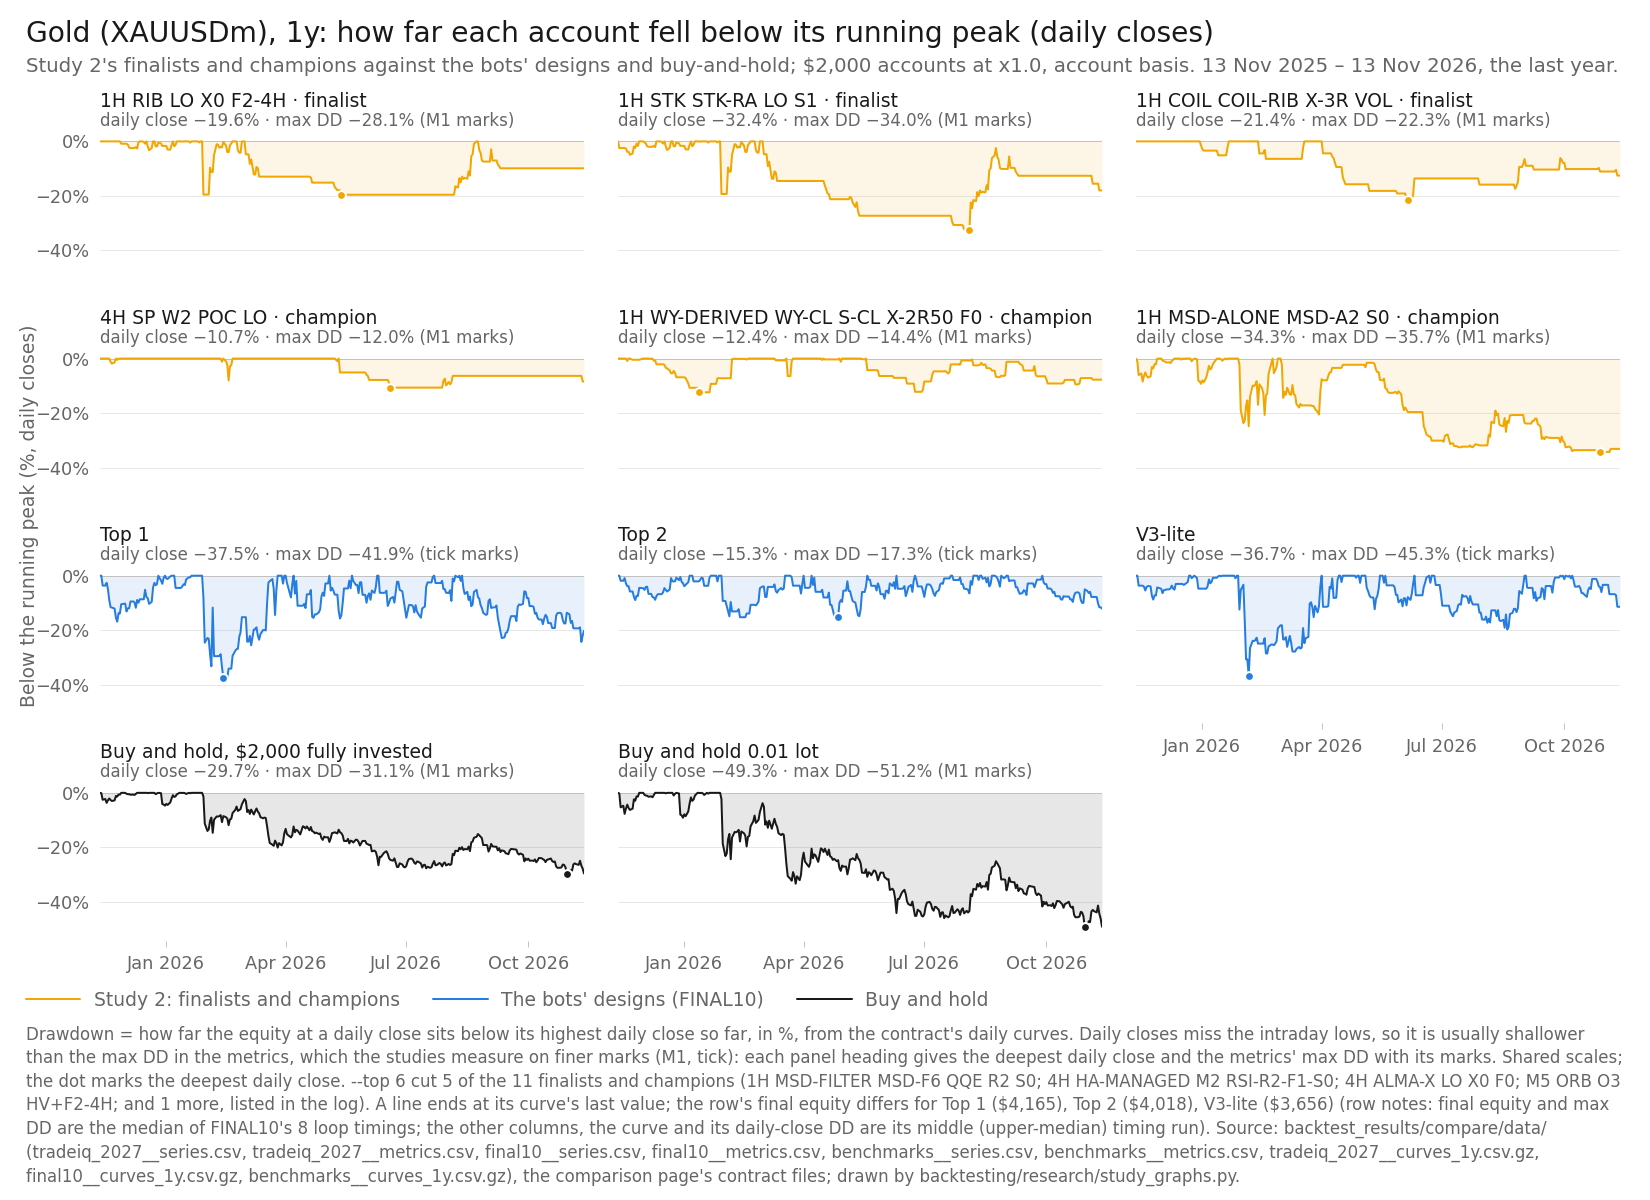 Gold (XAUUSDm), 1y: how far each account fell below its running peak (daily closes)
Study 2's finalists and champions against the bots' designs and buy-and-hold; $2,000 accounts at x1.0, account basis. 13 Nov 2025 – 13 Nov 2026, the last year.
1H RIB LO X0 F2-4H · finalist
daily close −19.6% · max DD −28.1% (M1 marks)
1H STK STK-RA LO S1 · finalist
daily close −32.4% · max DD −34.0% (M1 marks)
1H COIL COIL-RIB X-3R VOL · finalist
daily close −21.4% · max DD −22.3% (M1 marks)
0%
−20%
−40%
4H SP W2 POC LO · champion
daily close −10.7% · max DD −12.0% (M1 marks)
1H WY-DERIVED WY-CL S-CL X-2R50 F0 · champion
daily close −12.4% · max DD −14.4% (M1 marks)
1H MSD-ALONE MSD-A2 S0 · champion
daily close −34.3% · max DD −35.7% (M1 marks)
0%
−20%
−40%
Below the running peak (%, daily closes)
Top 1
daily close −37.5% · max DD −41.9% (tick marks)
Top 2
daily close −15.3% · max DD −17.3% (tick marks)
V3-lite
daily close −36.7% · max DD −45.3% (tick marks)
0%
−20%
−40%
Jan 2026 Apr 2026 Jul 2026 Oct 2026
Buy and hold, $2,000 fully invested
daily close −29.7% · max DD −31.1% (M1 marks)
Buy and hold 0.01 lot
daily close −49.3% · max DD −51.2% (M1 marks)
0%
−20%
−40%
Jan 2026 Apr 2026 Jul 2026 Oct 2026
Jan 2026 Apr 2026 Jul 2026 Oct 2026
Study 2: finalists and champions
The bots' designs (FINAL10)
Buy and hold
Drawdown = how far the equity at a daily close sits below its highest daily close so far, in %, from the contract's daily curves. Daily closes miss the intraday lows, so it is usually shallower
than the max DD in the metrics, which the studies measure on finer marks (M1, tick): each panel heading gives the deepest daily close and the metrics' max DD with its marks. Shared scales;
the dot marks the deepest daily close. --top 6 cut 5 of the 11 finalists and champions (1H MSD-FILTER MSD-F6 QQE R2 S0; 4H HA-MANAGED M2 RSI-R2-F1-S0; 4H ALMA-X LO X0 F0; M5 ORB O3
HV+F2-4H; and 1 more, listed in the log). A line ends at its curve's last value; the row's final equity differs for Top 1 ($4,165), Top 2 ($4,018), V3-lite ($3,656) (row notes: final equity and max
DD are the median of FINAL10's 8 loop timings; the other columns, the curve and its daily-close DD are its middle (upper-median) timing run). Source: backtest_results/compare/data/
(tradeiq_2027__series.csv, tradeiq_2027__metrics.csv, final10__series.csv, final10__metrics.csv, benchmarks__series.csv, benchmarks__metrics.csv, tradeiq_2027__curves_1y.csv.gz,
final10__curves_1y.csv.gz, benchmarks__curves_1y.csv.gz), the comparison page's contract files; drawn by backtesting/research/study_graphs.py.